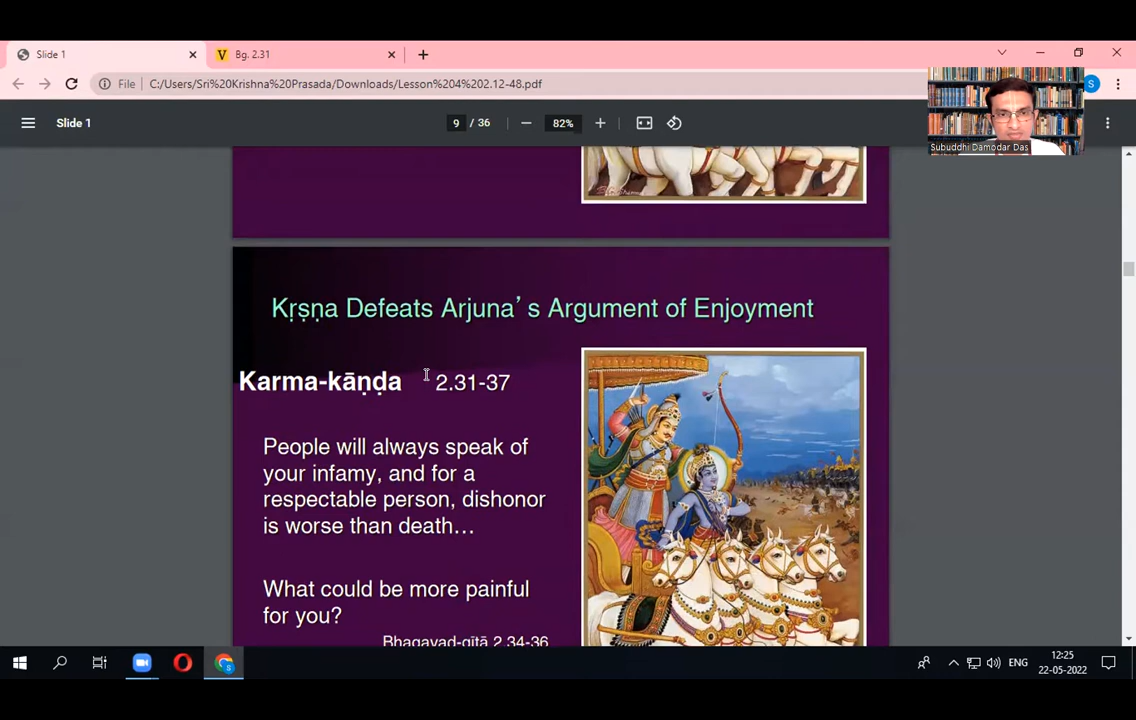 Slide 1
Bg. 2.31
File
C:/Users/Sri%20Krishna%20Prasada/Downloads/Lesson%204%202.12-48.pdf
S
Slide 1
9 / 36
82%
Subuddhi Damodar Das
Kṛṣṇa Defeats Arjuna’ s Argument of Enjoyment
Karma-kāṇḍa 2.31-37
People will always speak of
your infamy, and for a
respectable person, dishonor
is worse than death…
What could be more painful
for you?
Bhagavad-gītā 2.34-36
ENG
12:25
22-05-2022